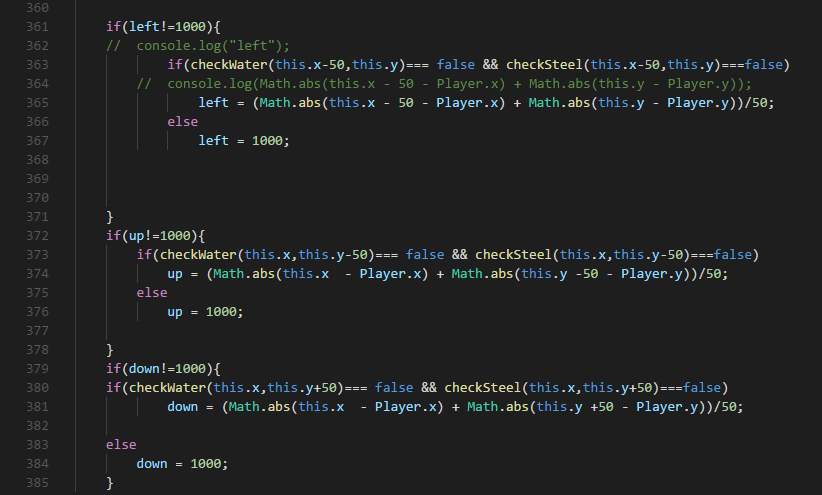 360
361 if(left!=1000){
362 // console.log("left");
363 if(checkWater(this.x-50,this.y)=== false && checkSteel(this.x-50,this.y)===false)
364 // console.log(Math.abs(this.x - 50 - Player.x) + Math.abs(this.y - Player.y));
365 left = (Math.abs(this.x - 50 - Player.x) + Math.abs(this.y - Player.y))/50;
366 else
367 left = 1000;
368
369
370
371 }
372 if(up!=1000){
373 if(checkWater(this.x,this.y-50)=== false && checkSteel(this.x,this.y-50)===false)
374 up = (Math.abs(this.x  - Player.x) + Math.abs(this.y -50 - Player.y))/50;
375 else
376 up = 1000;
377
378 }
379 if(down!=1000){
380 if(checkWater(this.x,this.y+50)=== false && checkSteel(this.x,this.y+50)===false)
381 down = (Math.abs(this.x  - Player.x) + Math.abs(this.y +50 - Player.y))/50;
382
383 else
384 down = 1000;
385 }